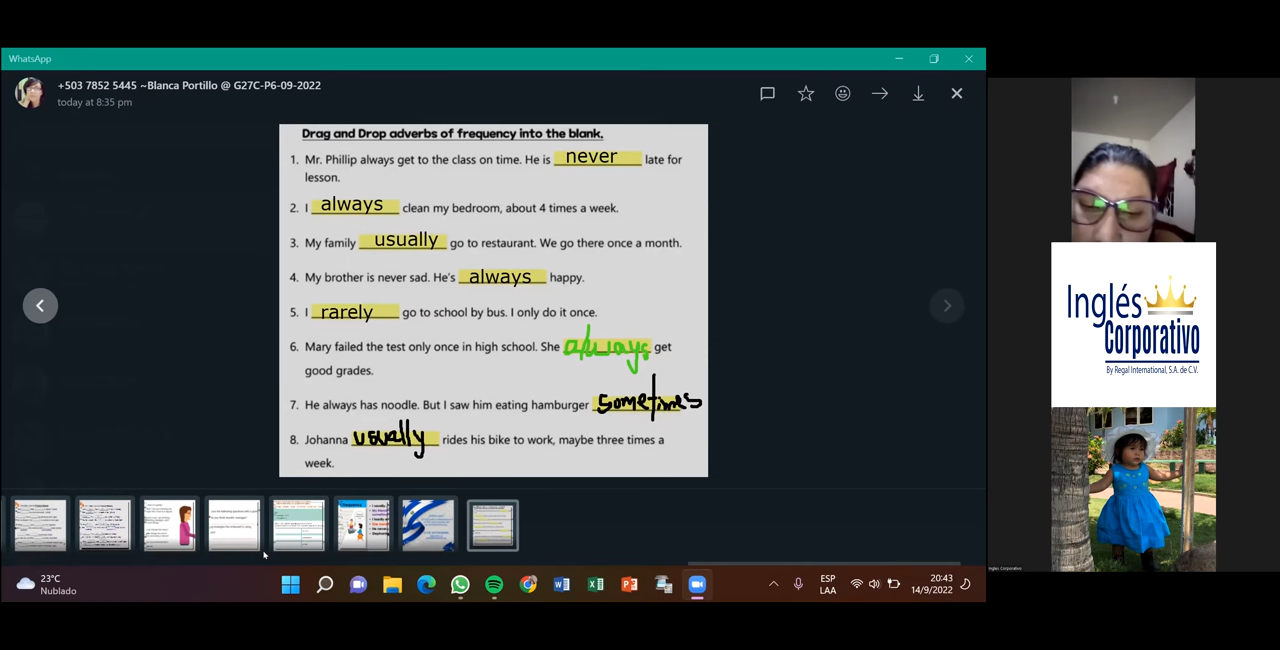 WhatsApp
+503 7852 5445 ~Blanca Portillo @ G27C-P6-09-2022
today at 8:35 pm
Drag and Drop adverbs of frequency into the blank.
1. Mr. Phillip always get to the class on time. He is never late for
lesson.
2. I always clean my bedroom, about 4 times a week.
3. My family usually go to restaurant. We go there once a month.
4. My brother is never sad. He's always happy.
5. I rarely go to school by bus. I only do it once.
6. Mary failed the test only once in high school. She always get
good grades.
7. He always has noodle. But I saw him eating hamburger sometimes
8. Johanna usually rides his bike to work, maybe three times a
week.
Inglés
Corporativo
By Regal International, S.A. de C.V.
Ingles Corporativo
23°C
Nublado
ESP
LAA
20:43
14/9/2022